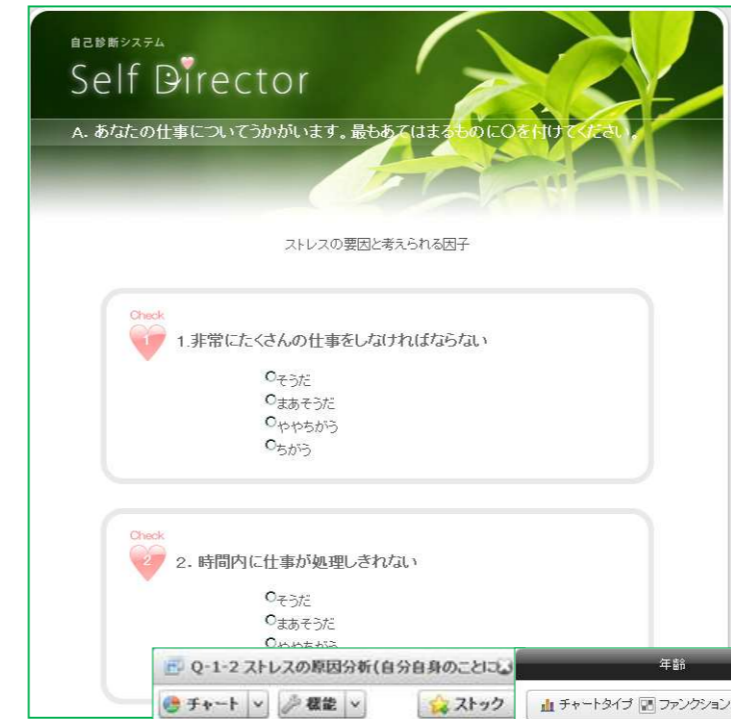 自己診断システム
Self Director
A. あなたの仕事についてうかがいます。最もあてはまるものに○を付けてください。
ストレスの要因と考えられる因子
Check
1
1.非常にたくさんの仕事をしなければならない
そうだ
まあそうだ
ややちがう
ちがう
Check
2
2. 時間内に仕事が処理しきれない
そうだ
まあそうだ
ややちがう
Q-1-2 ストレスの原因分析(自分自身のことに
年齢
チャート 機能 ストック
チャートタイプ ファンクション